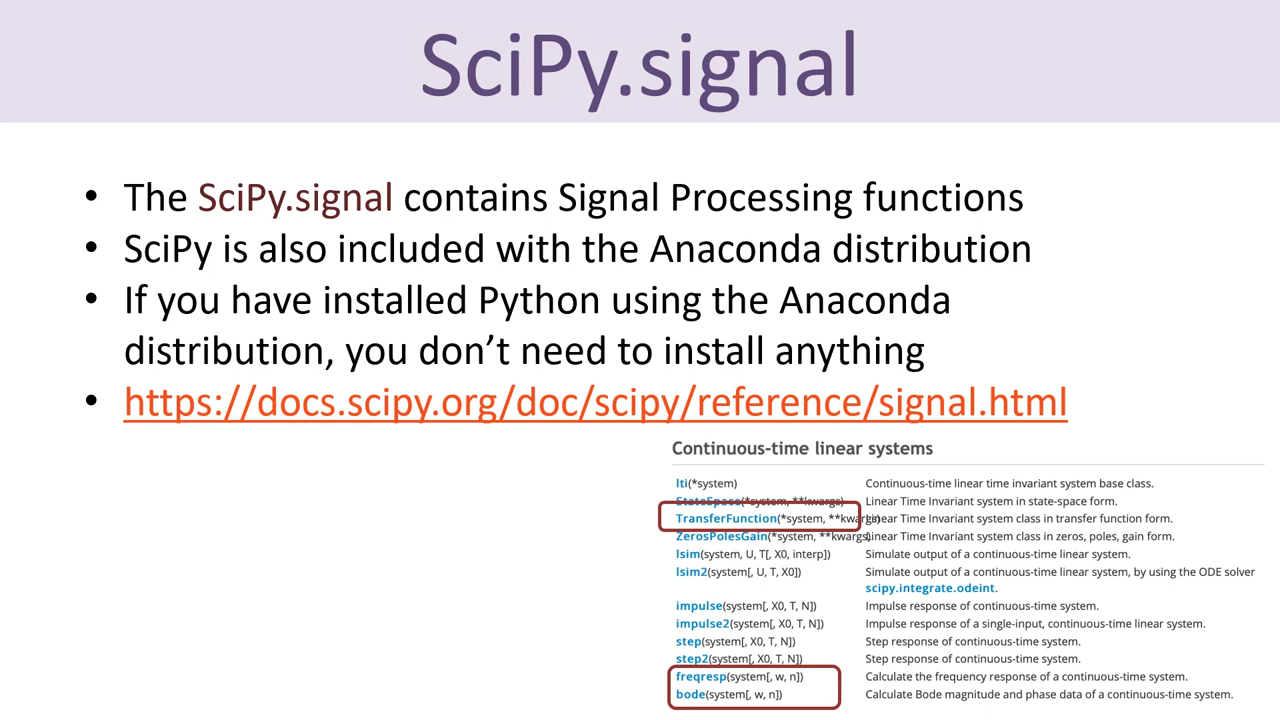 SciPy.signal
• The SciPy.signal contains Signal Processing functions
• SciPy is also included with the Anaconda distribution
• If you have installed Python using the Anaconda
distribution, you don’t need to install anything
• https://docs.scipy.org/doc/scipy/reference/signal.html
Continuous-time linear systems
lti(*system) Continuous-time linear time invariant system base class.
StateSpace(*system, **kwargs) Linear Time Invariant system in state-space form.
TransferFunction(*system, **kwargs) Linear Time Invariant system class in transfer function form.
ZerosPolesGain(*system, **kwargs) Linear Time Invariant system class in zeros, poles, gain form.
lsim(system, U, T[, X0, interp]) Simulate output of a continuous-time linear system.
lsim2(system[, U, T, X0]) Simulate output of a continuous-time linear system, by using the ODE solver
scipy.integrate.odeint.
impulse(system[, X0, T, N]) Impulse response of continuous-time system.
impulse2(system[, X0, T, N]) Impulse response of a single-input, continuous-time linear system.
step(system[, X0, T, N]) Step response of continuous-time system.
step2(system[, X0, T, N]) Step response of continuous-time system.
freqresp(system[, w, n]) Calculate the frequency response of a continuous-time system.
bode(system[, w, n]) Calculate Bode magnitude and phase data of a continuous-time system.